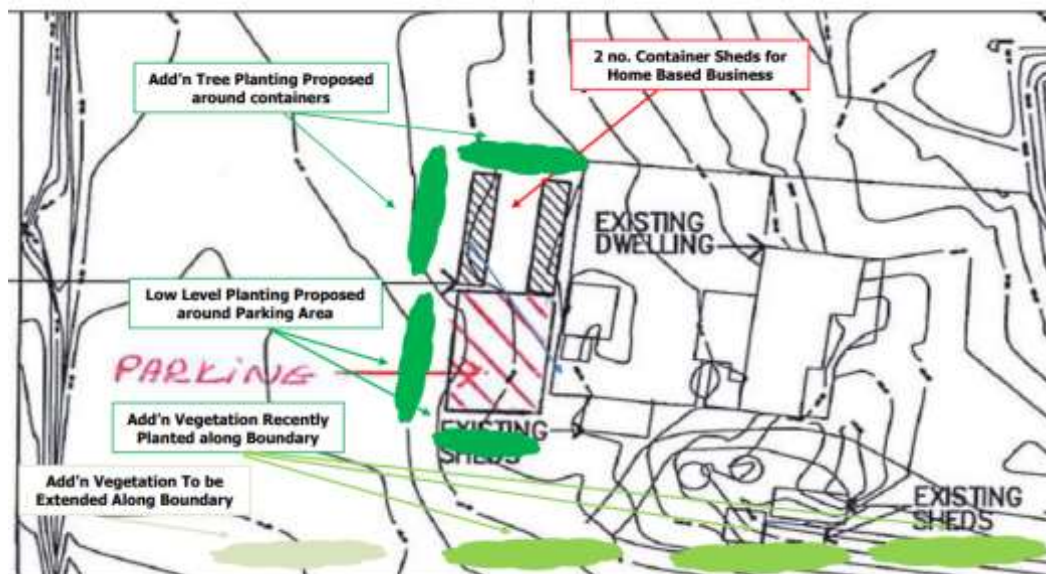 2 no. Container Sheds for
Home Based Business
Add'n Tree Planting Proposed
around containers
EXISTING
DWELLING
Low Level Planting Proposed
around Parking Area
PARKING
Add'n Vegetation Recently
Planted along Boundary
EXISTING
SHEDS
Add'n Vegetation To be
Extended Along Boundary
EXISTING
SHEDS